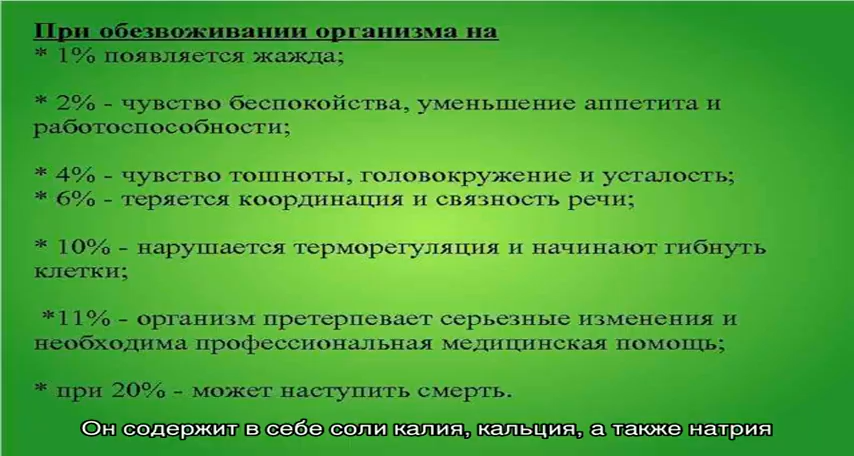 При обезвоживании организма на
* 1% появляется жажда;
* 2% - чувство беспокойства, уменьшение аппетита и
работоспособности;
* 4% - чувство тошноты, головокружение и усталость;
* 6% - теряется координация и связность речи;
* 10% - нарушается терморегуляция и начинают гибнуть
клетки;
*11% - организм претерпевает серьезные изменения и
необходима профессиональная медицинская помощь;
* при 20% - может наступить смерть.
Он содержит в себе соли калия, кальция, а также натрия